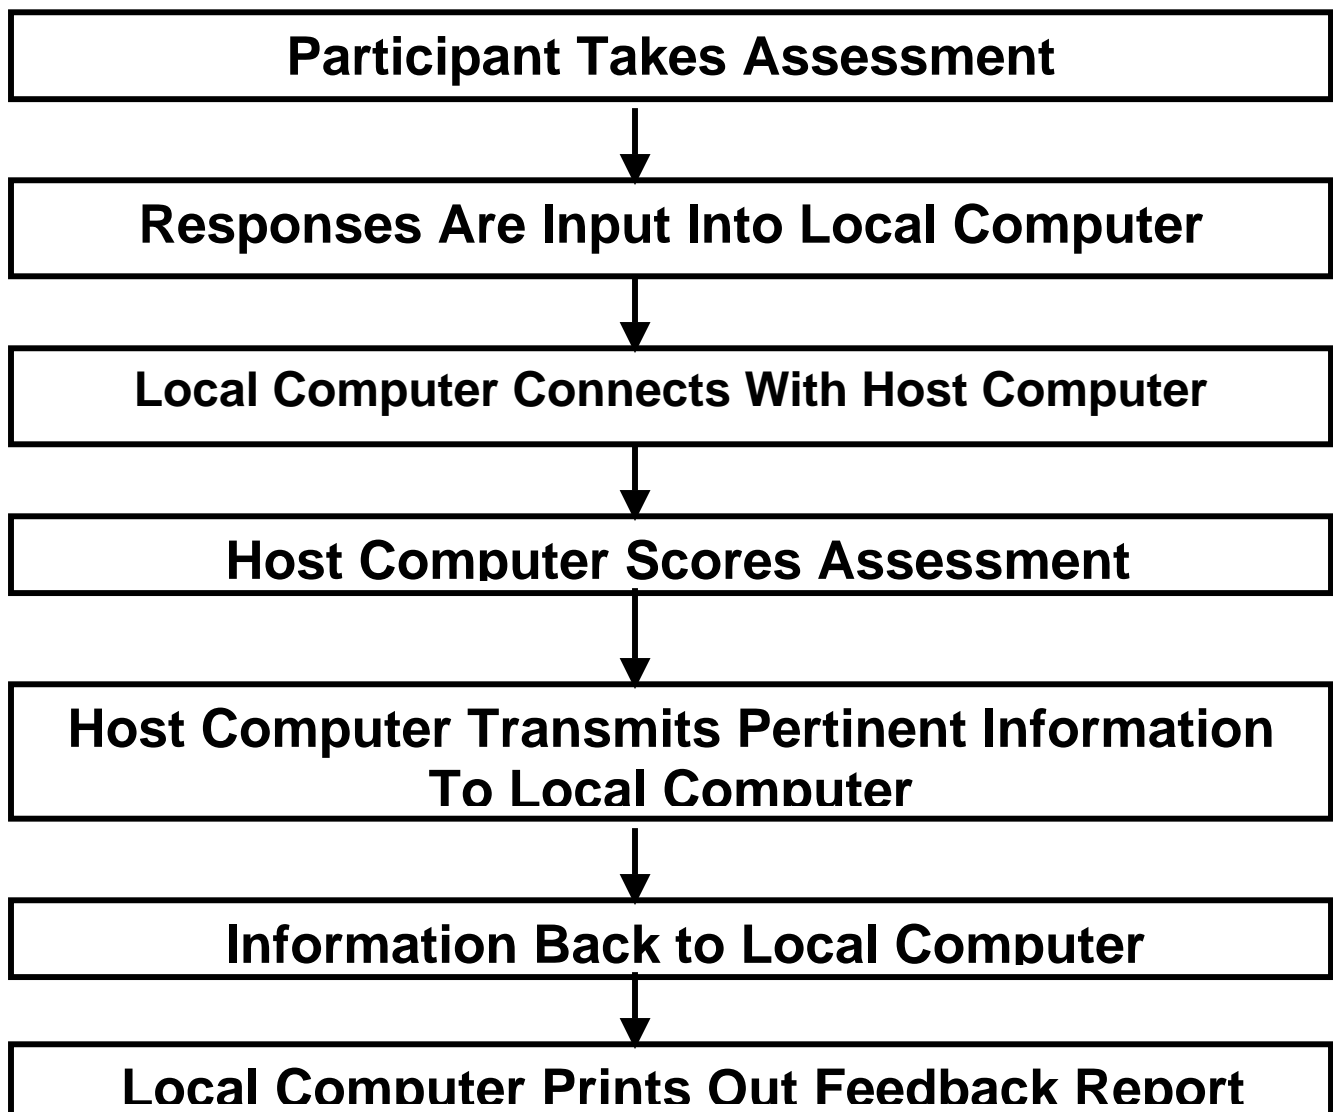 Participant Takes Assessment
Responses Are Input Into Local Computer
Local Computer Connects With Host Computer
Host Computer Scores Assessment
Host Computer Transmits Pertinent Information
To Local Computer
Information Back to Local Computer
Local Computer Prints Out Feedback Report